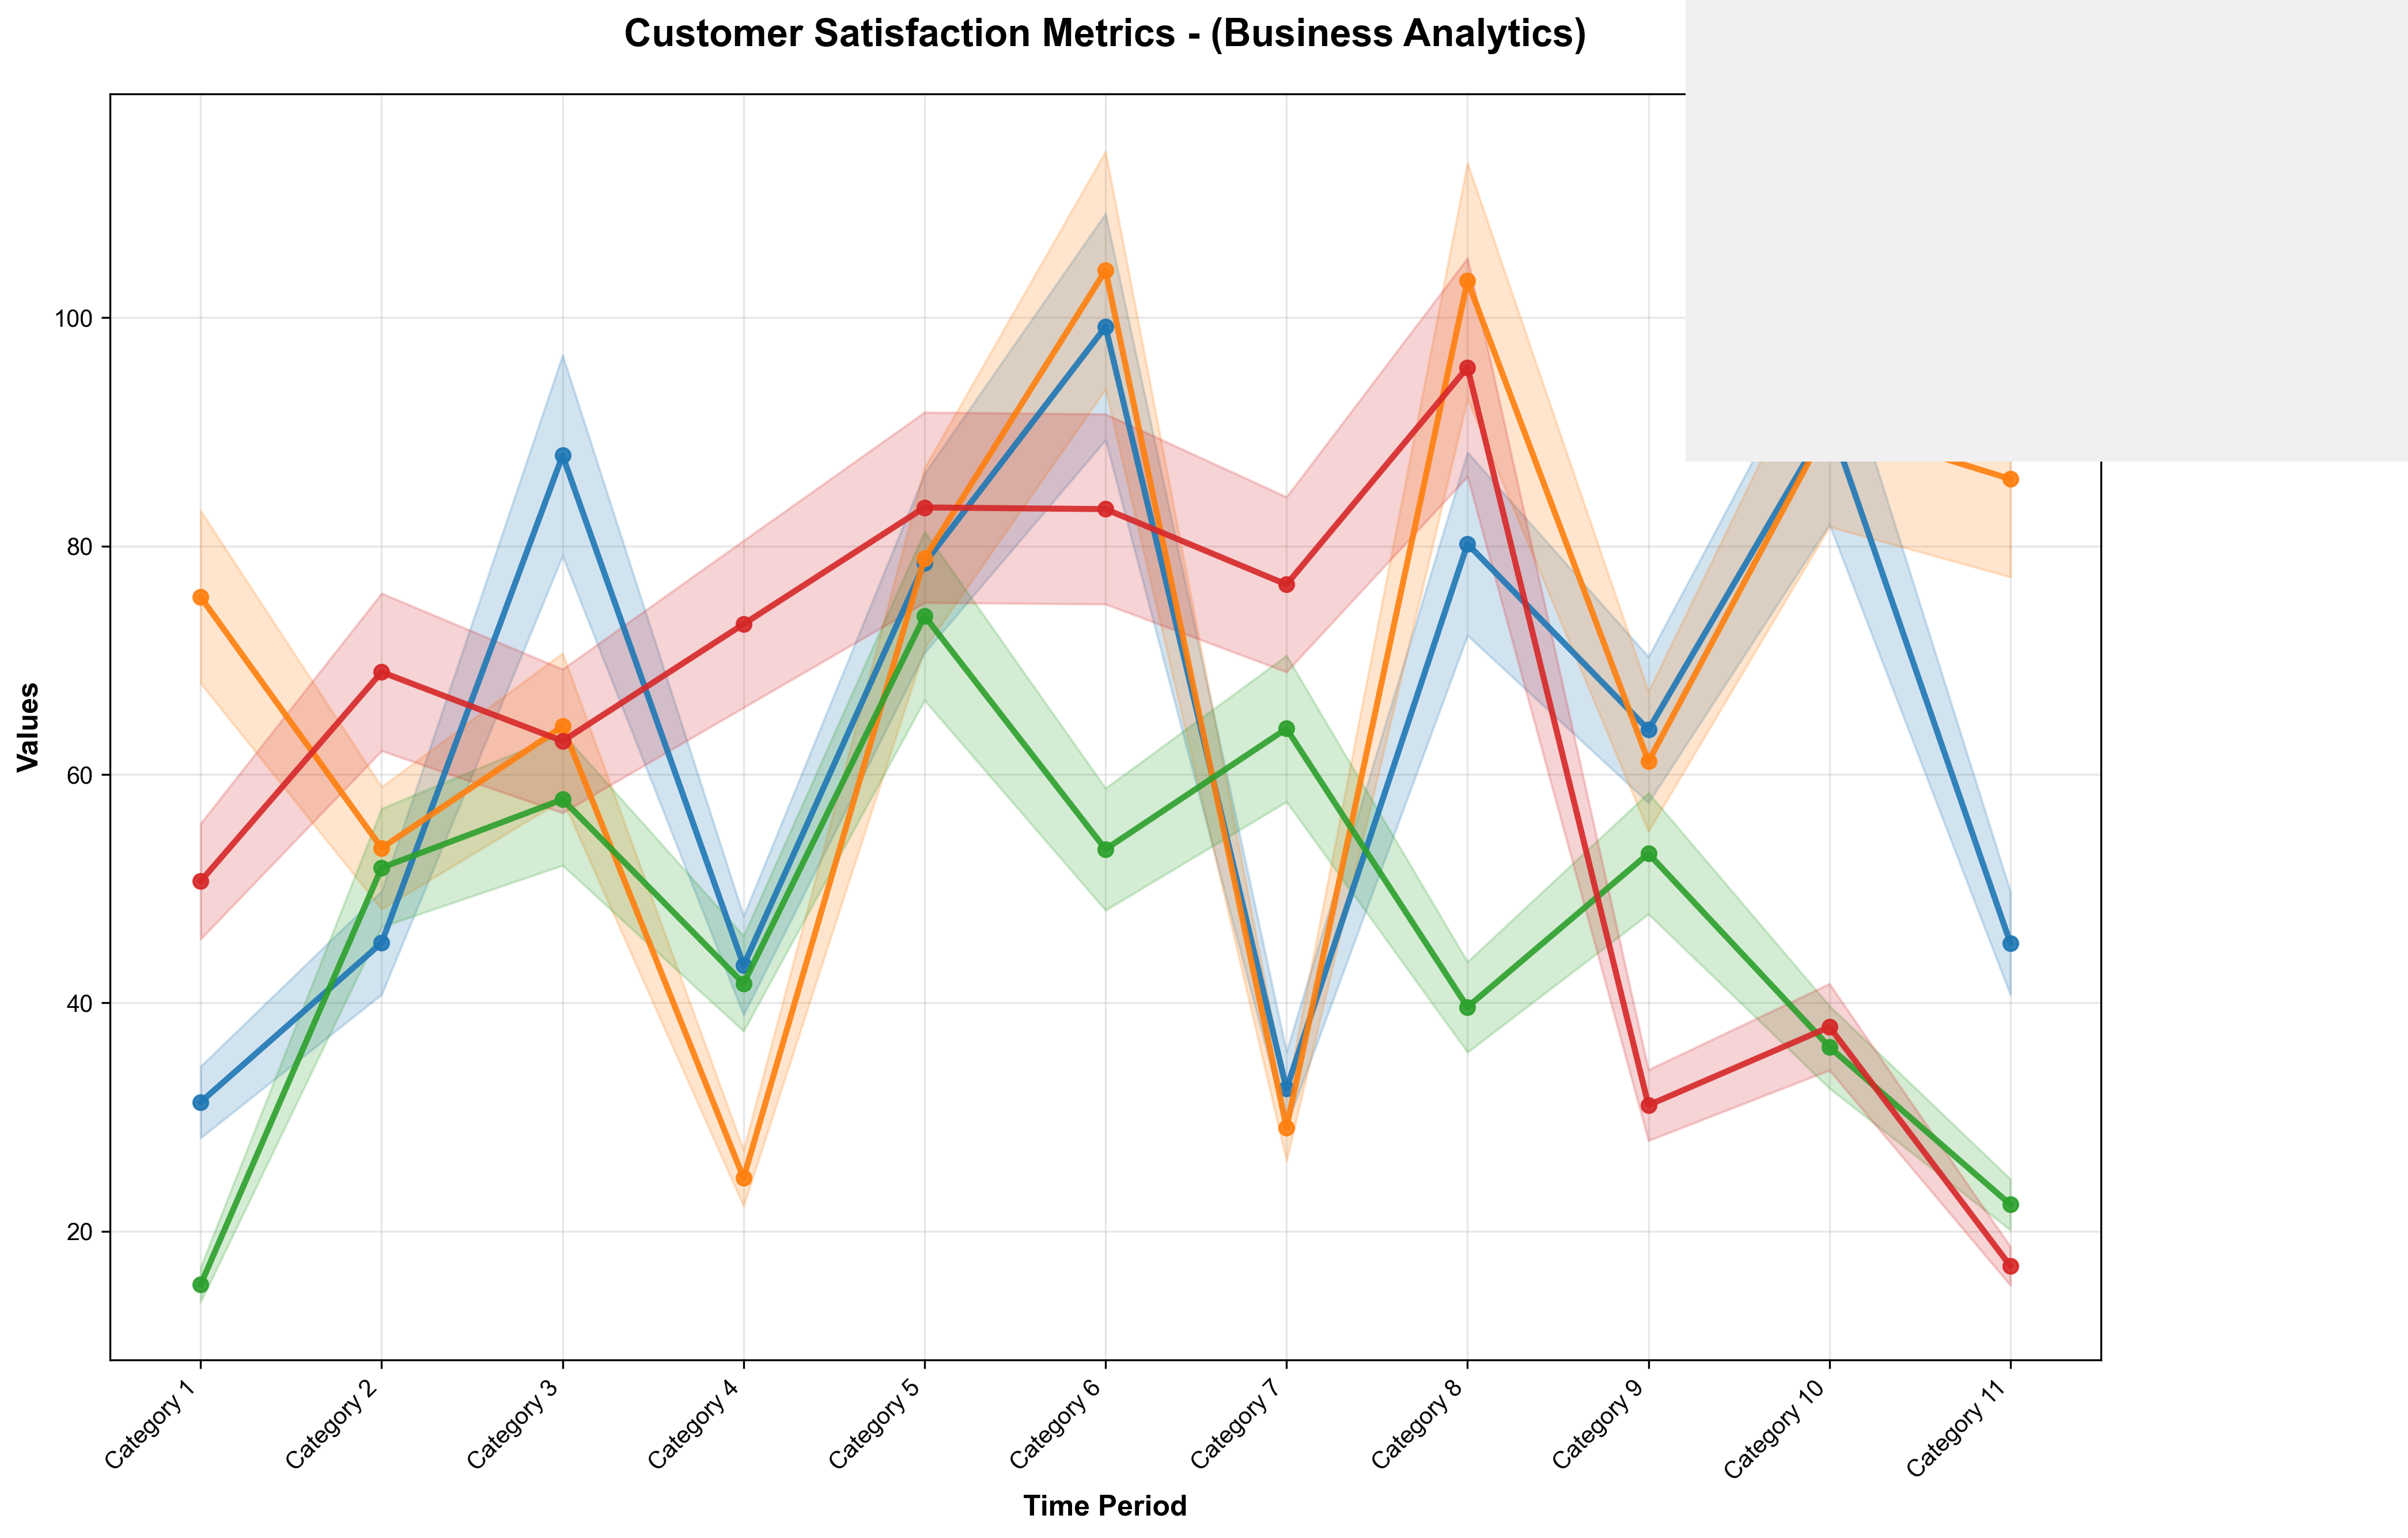 Customer Satisfaction Metrics - (Business Analytics)
Values
100
80
60
40
20
Category 1
Category 2
Category 3
Category 4
Category 5
Category 6
Category 7
Category 8
Category 9
Category 10
Category 11
Time Period